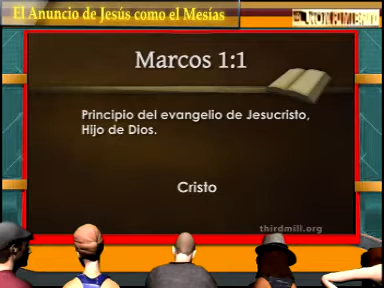 El Anuncio de Jesús como el Mesías
Marcos 1:1
Principio del evangelio de Jesucristo,
Hijo de Dios.
Cristo
thirdmill.org